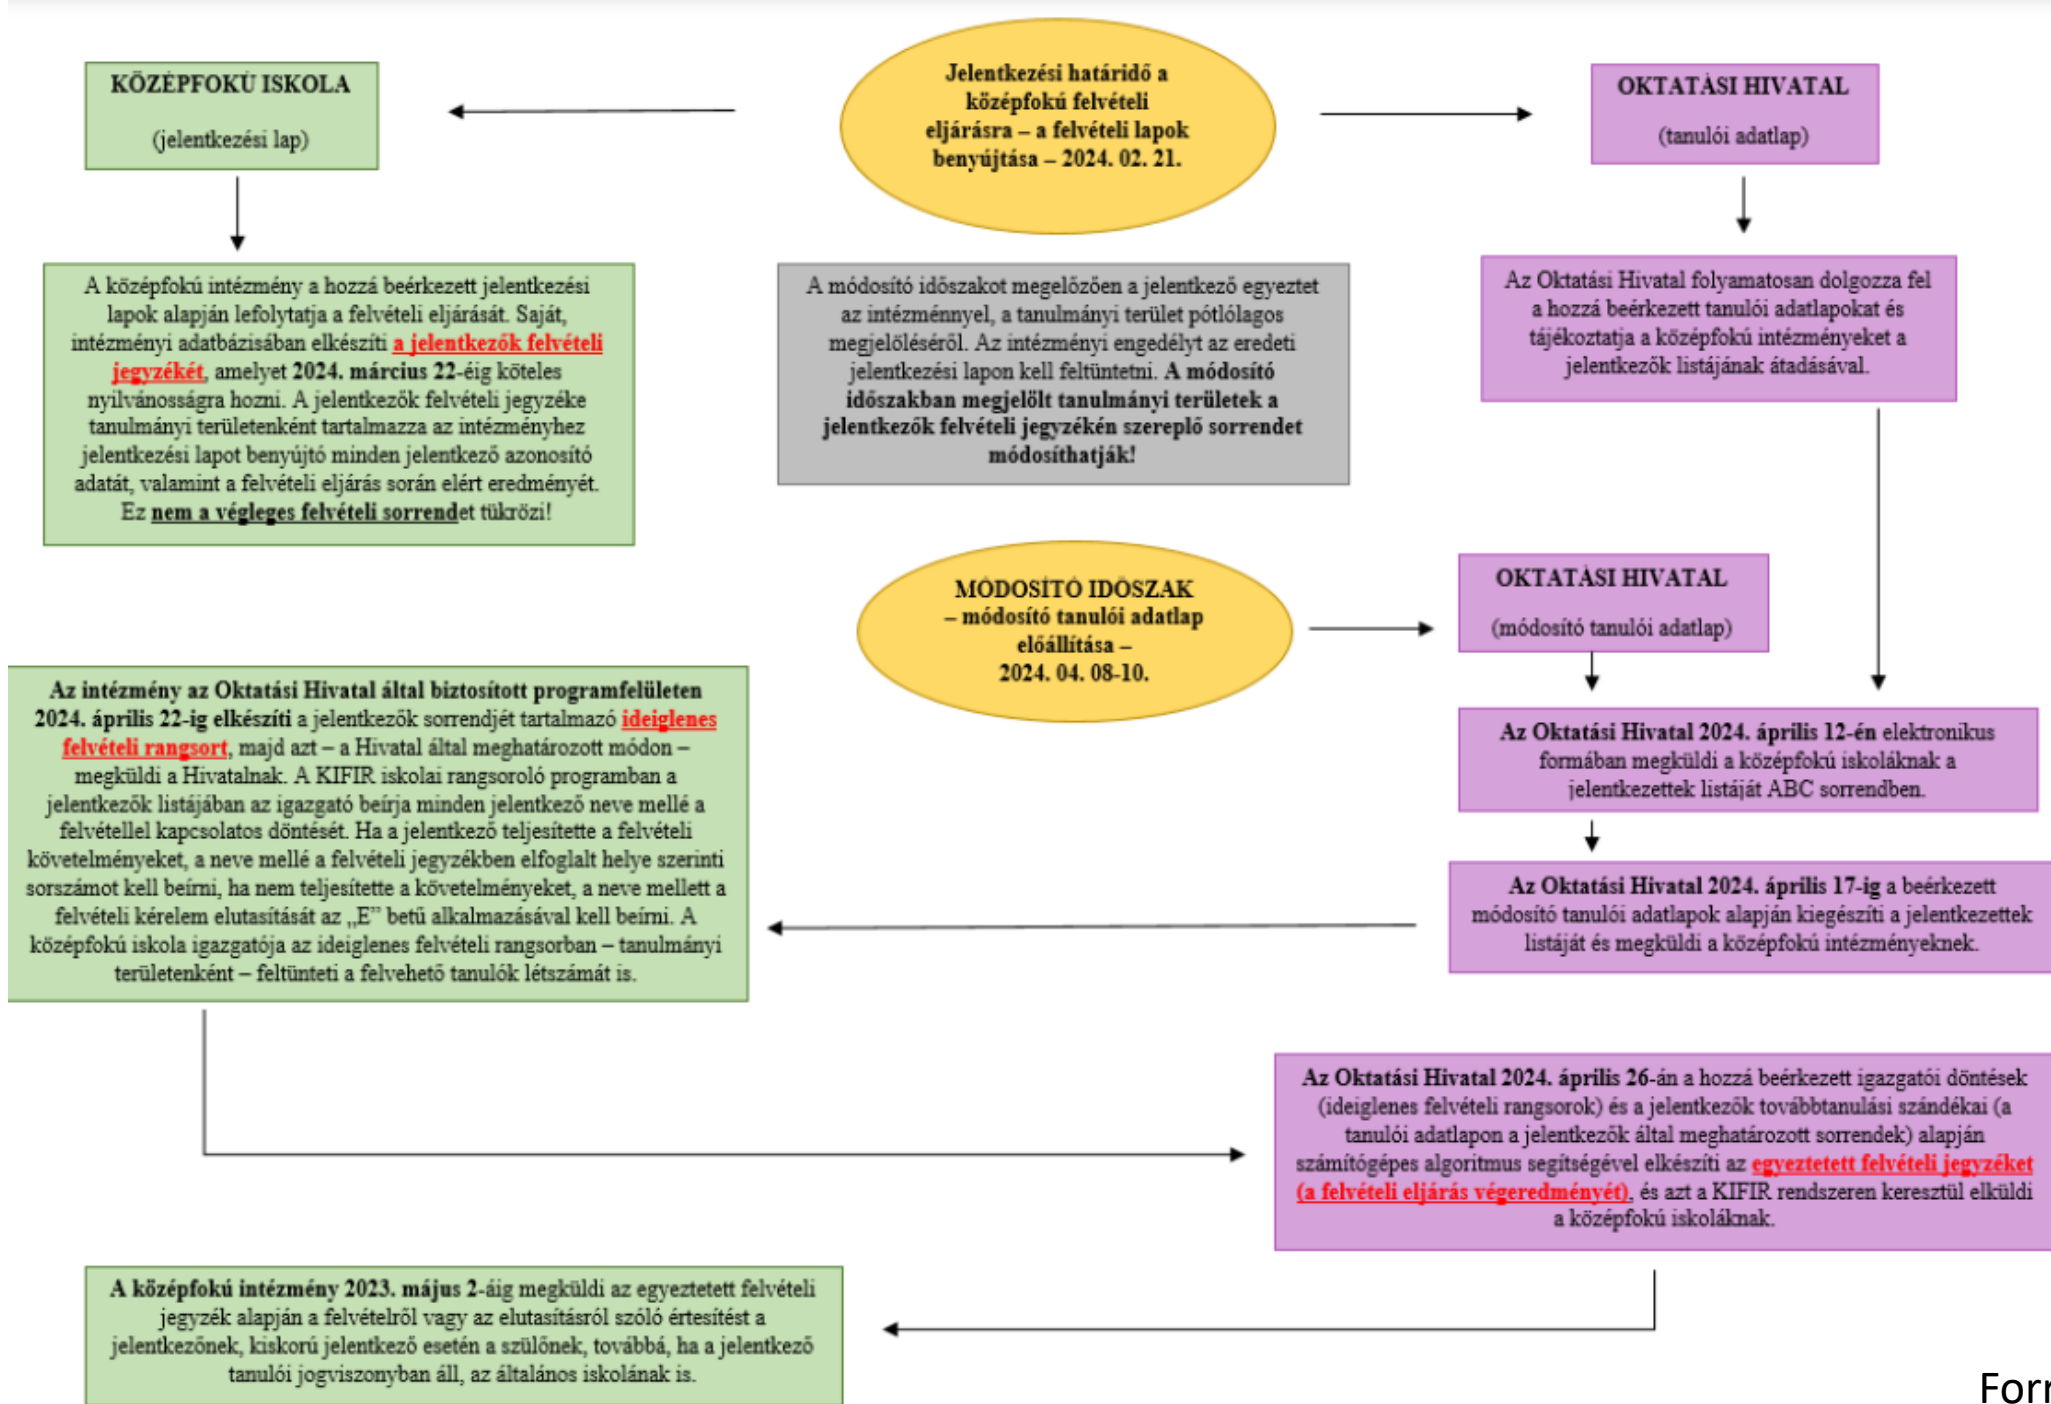 KÖZÉPFOKÚ ISKOLA
(jelentkezési lap)
Jelentkezési határidő a
középfokú felvételi
eljárásra – a felvételi lapok
benyújtása – 2024. 02. 21.
OKTATÁSI HIVATAL
(tanulói adatlap)
A középfokú intézmény a hozzá beérkezett jelentkezési
lapok alapján lefolytatja a felvételi eljárását. Saját,
intézményi adatbázisában elkészíti a jelentkezők felvételi
jegyzékét, amelyet 2024. március 22-éig köteles
nyilvánosságra hozni. A jelentkezők felvételi jegyzéke
tanulmányi területenként tartalmazza az intézményhez
jelentkezési lapot benyújtó minden jelentkező azonosító
adatát, valamint a felvételi eljárás során elért eredményét.
Ez nem a végleges felvételi sorrendet tükrözi!
A módosító időszakot megelőzően a jelentkező egyeztet
az intézménnyel, a tanulmányi terület pótlólagos
megjelöléséről. Az intézményi engedélyt az eredeti
jelentkezési lapon kell feltüntetni. A módosító
időszakban megjelölt tanulmányi területek a
jelentkezők felvételi jegyzékén szereplő sorrendet
módosíthatják!
Az Oktatási Hivatal folyamatosan dolgozza fel
a hozzá beérkezett tanulói adatlapokat és
tájékoztatja a középfokú intézményeket a
jelentkezők listájának átadásával.
MÓDOSÍTÓ IDŐSZAK
– módosító tanulói adatlap
előállítása –
2024. 04. 08-10.
OKTATÁSI HIVATAL
(módosító tanulói adatlap)
Az intézmény az Oktatási Hivatal által biztosított programfelületen
2024. április 22-ig elkészíti a jelentkezők sorrendjét tartalmazó ideiglenes
felvételi rangsort, majd azt – a Hivatal által meghatározott módon –
megküldi a Hivatalnak. A KIFIR iskolai rangsoroló programban a
jelentkezők listájában az igazgató beírja minden jelentkező neve mellé a
felvétellel kapcsolatos döntését. Ha a jelentkező teljesítette a felvételi
követelményeket, a neve mellé a felvételi jegyzékben elfoglalt helye szerinti
sorszámot kell beírni, ha nem teljesítette a követelményeket, a neve mellett a
felvételi kérelem elutasítását az „E” betű alkalmazásával kell beírni. A
középfokú iskola igazgatója az ideiglenes felvételi rangsorban – tanulmányi
területenként – feltünteti a felvehető tanulók létszámát is.
Az Oktatási Hivatal 2024. április 12-én elektronikus
formában megküldi a középfokú iskoláknak a
jelentkezettek listáját ABC sorrendben.
Az Oktatási Hivatal 2024. április 17-ig a beérkezett
módosító tanulói adatlapok alapján kiegészíti a jelentkezettek
listáját és megküldi a középfokú intézményeknek.
Az Oktatási Hivatal 2024. április 26-án a hozzá beérkezett igazgatói döntések
(ideiglenes felvételi rangsorok) és a jelentkezők továbbtanulási szándékai (a
tanulói adatlapon a jelentkezők által meghatározott sorrendek) alapján
számítógépes algoritmus segítségével elkészíti az egyeztetett felvételi jegyzéket
(a felvételi eljárás végeredményét), és azt a KIFIR rendszeren keresztül elküldi
a középfokú iskoláknak.
A középfokú intézmény 2023. május 2-áig megküldi az egyeztetett felvételi
jegyzék alapján a felvételről vagy az elutasításról szóló értesítést a
jelentkezőnek, kiskorú jelentkező esetén a szülőnek, továbbá, ha a jelentkező
tanulói jogviszonyban áll, az általános iskolának is.